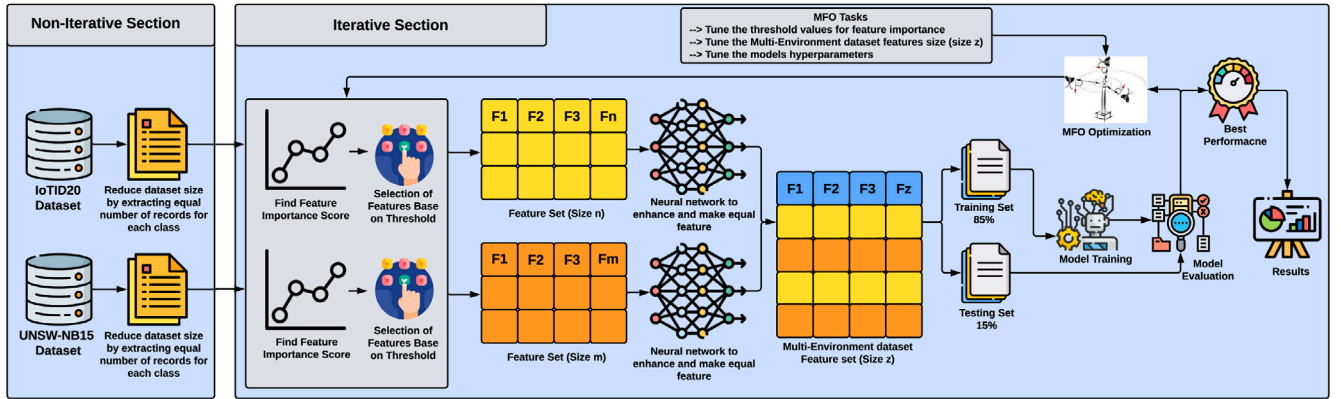 Non-Iterative Section
Iterative Section
MFO Tasks
--> Tune the threshold values for feature importance
--> Tune the Multi-Environment dataset features size (size z)
--> Tune the models hyperparameters
IoTID20
Dataset
Reduce dataset size
by extracting equal
number of records for
each class
UNSW-NB15
Dataset
Reduce dataset size
by extracting equal
number of records for
each class
Find Feature
Importance Score
Selection of
Features Base
on Threshold
Find Feature
Importance Score
Selection of
Features Base
on Threshold
F1 F2 F3 Fn
Feature Set (Size n)
F1 F2 F3 Fm
Feature Set (Size m)
Neural network to
enhance and make equal
feature
Neural network to
enhance and make equal
feature
F1 F2 F3 Fz
Multi-Environment dataset
Feature set (Size z)
Training Set
85%
Testing Set
15%
Model Training
Model
Evaluation
MFO Optimization
Best
Performacne
Results